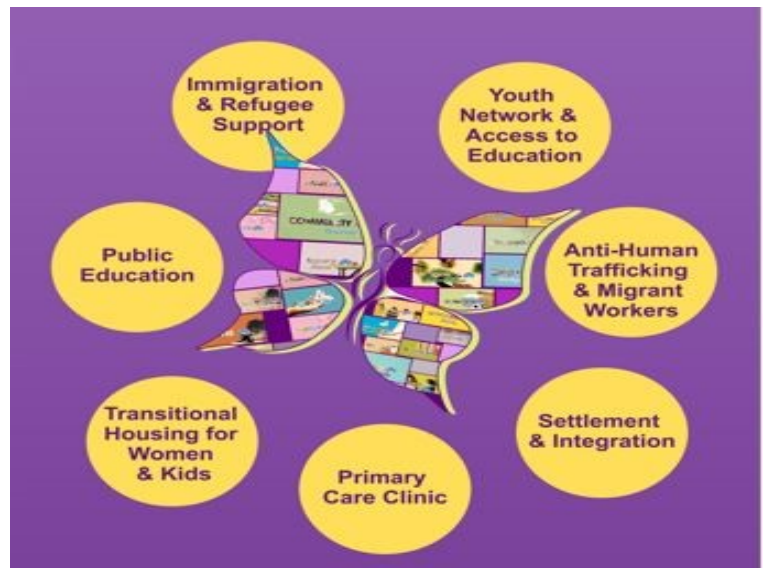 Immigration
& Refugee
Support
Youth
Network &
Access to
Education
Public
Education
Anti-Human
Trafficking
& Migrant
Workers
Transitional
Housing for
Women
& Kids
Settlement
& Integration
Primary
Care Clinic